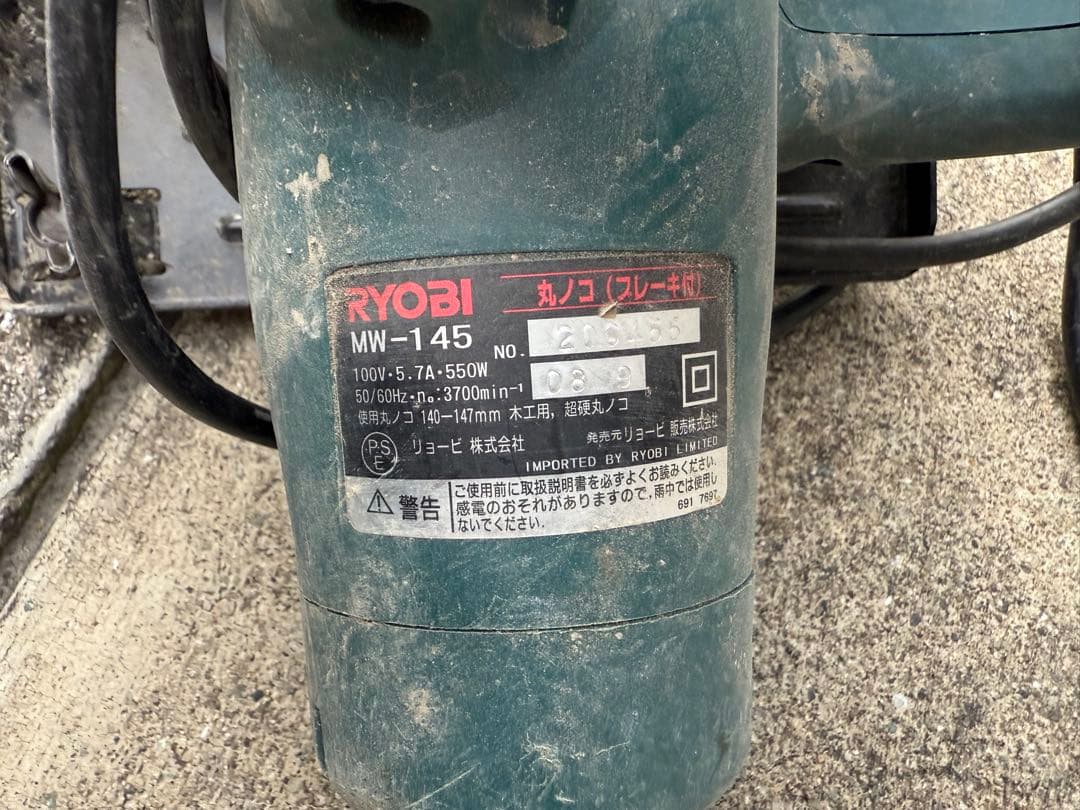 RYOBI 丸ノコ(ブレーキ付)
MW-145 NO.
100V・5.7A・550W 08 9
50/60Hz・n₀:3700min⁻¹
使用丸ノコ 140-147mm 木工用, 超硬丸ノコ
PSE リョービ 株式会社 発売元 リョービ 販売株式会社
IMPORTED BY RYOBI LIMITED
警告
ご使用前に取扱説明書を必ずよくお読みください.
感電のおそれがありますので,雨中では使用し
ないでください. 691 7697